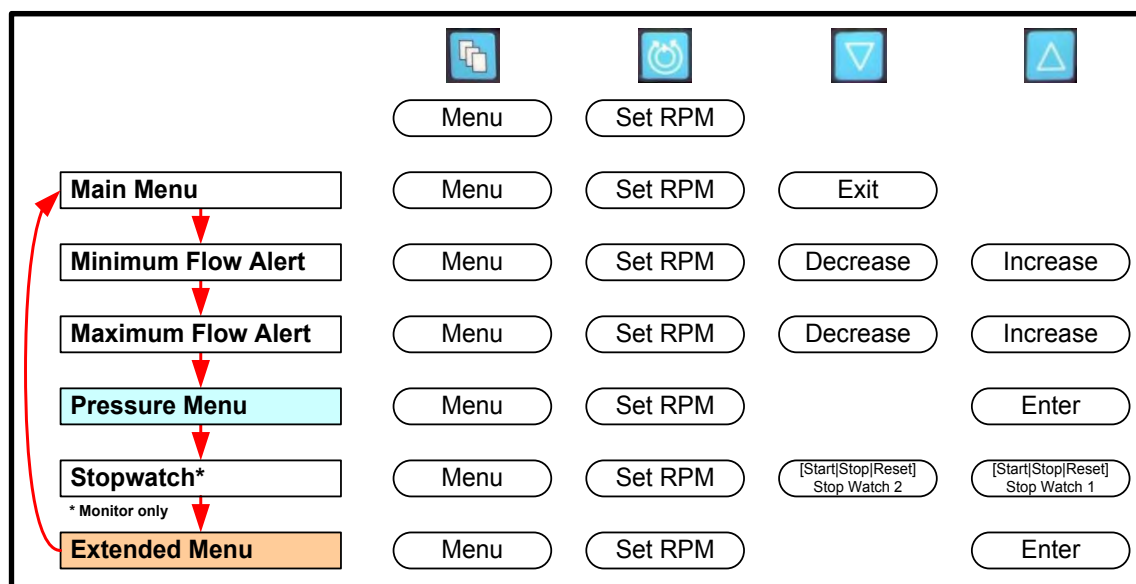 Menu
Set RPM
Main Menu
Menu
Set RPM
Exit
Minimum Flow Alert
Menu
Set RPM
Decrease
Increase
Maximum Flow Alert
Menu
Set RPM
Decrease
Increase
Pressure Menu
Menu
Set RPM
Enter
Stopwatch*
Menu
Set RPM
[Start|Stop|Reset]
Stop Watch 2
[Start|Stop|Reset]
Stop Watch 1
* Monitor only
Extended Menu
Menu
Set RPM
Enter